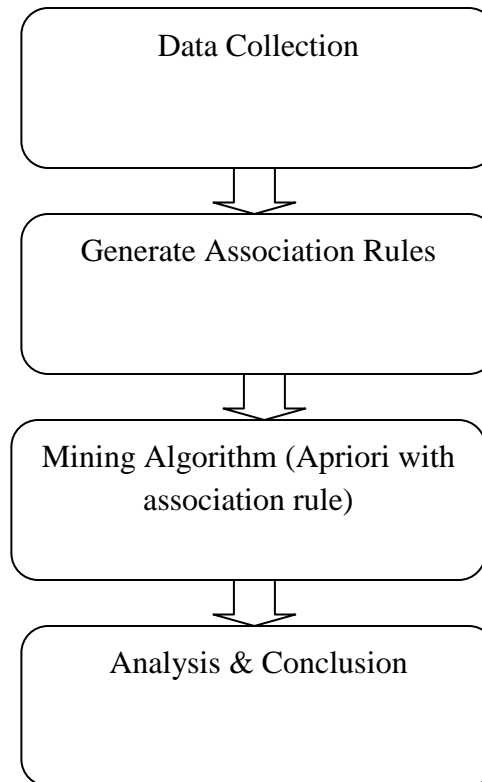 Data Collection
Generate Association Rules
Mining Algorithm (Apriori with
association rule)
Analysis & Conclusion